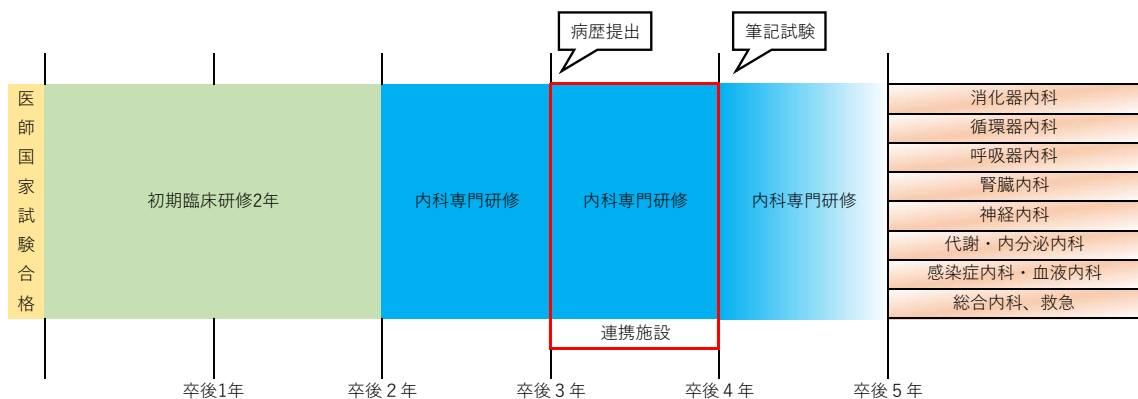 病歴提出
筆記試験
医師国家試験合格
初期臨床研修2年
内科専門研修
内科専門研修
内科専門研修
消化器内科
循環器内科
呼吸器内科
腎臓内科
神経内科
代謝・内分泌内科
感染症内科・血液内科
総合内科、救急
連携施設
卒後1年
卒後2年
卒後3年
卒後4年
卒後5年